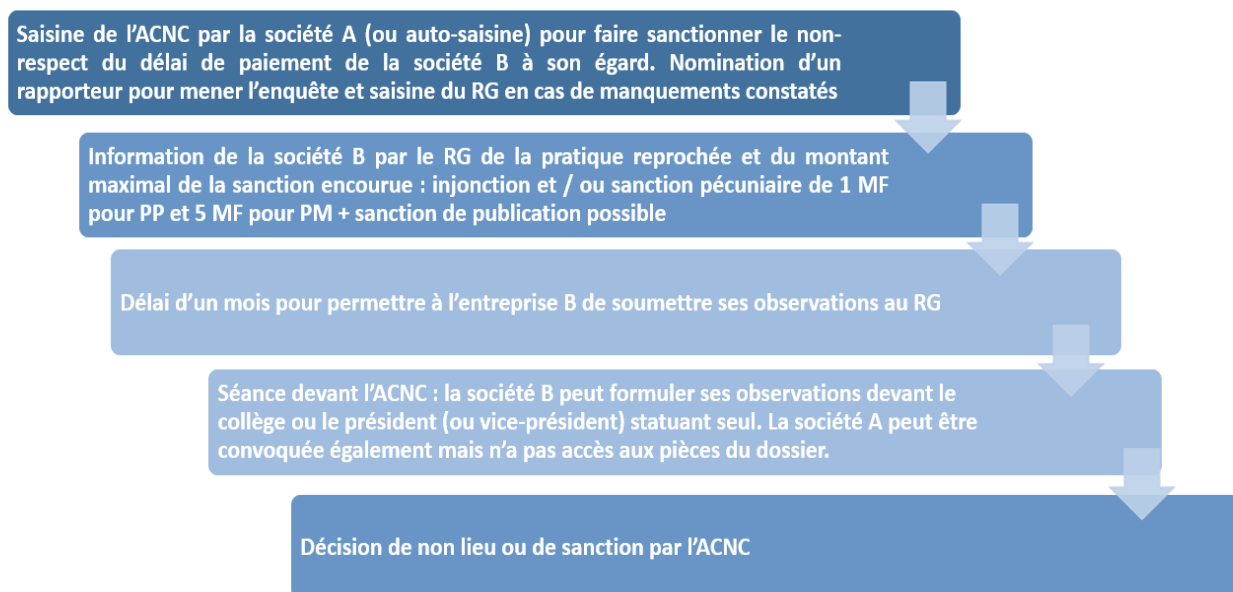 Saisine de l’ACNC par la société A (ou auto-saisine) pour faire sanctionner le non-
respect du délai de paiement de la société B à son égard. Nomination d’un
rapporteur pour mener l’enquête et saisine du RG en cas de manquements constatés
Information de la société B par le RG de la pratique reprochée et du montant
maximal de la sanction encourue : injonction et / ou sanction pécuniaire de 1 MF
pour PP et 5 MF pour PM + sanction de publication possible
Délai d’un mois pour permettre à l’entreprise B de soumettre ses observations au RG
Séance devant l’ACNC : la société B peut formuler ses observations devant le
collège ou le président (ou vice-président) statuant seul. La société A peut être
convoquée également mais n’a pas accès aux pièces du dossier.
Décision de non lieu ou de sanction par l’ACNC